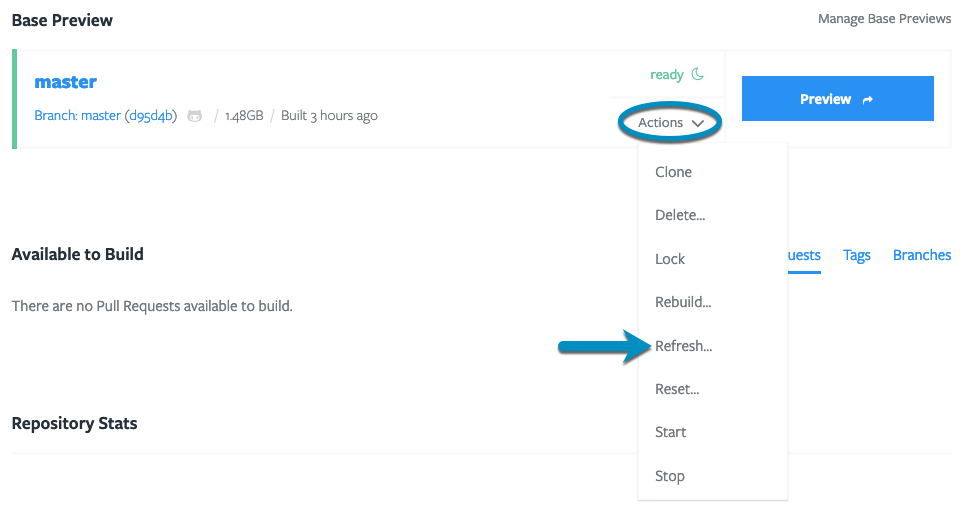 Base Preview
Manage Base Previews
master
ready
Branch: master (d95d4b) / 1.48GB / Built 3 hours ago
Preview
Actions
Clone
Delete...
Lock
Rebuild...
Refresh...
Reset...
Start
Stop
Available to Build
uests Tags Branches
There are no Pull Requests available to build.
Repository Stats